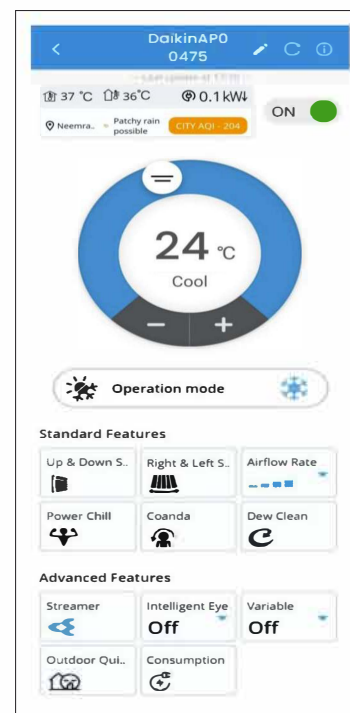 DaikinAP0
0475
37 °C 36°C 0.1 kW↓
ON
Neemra.. Patchy rain
possible
CITY AQI - 204
24 °C
Cool
− +
Operation mode
Standard Features
Up & Down S.. Right & Left S.. Airflow Rate
Power Chill Coanda Dew Clean
Advanced Features
Streamer Intelligent Eye Variable
Off Off
Outdoor Qui.. Consumption